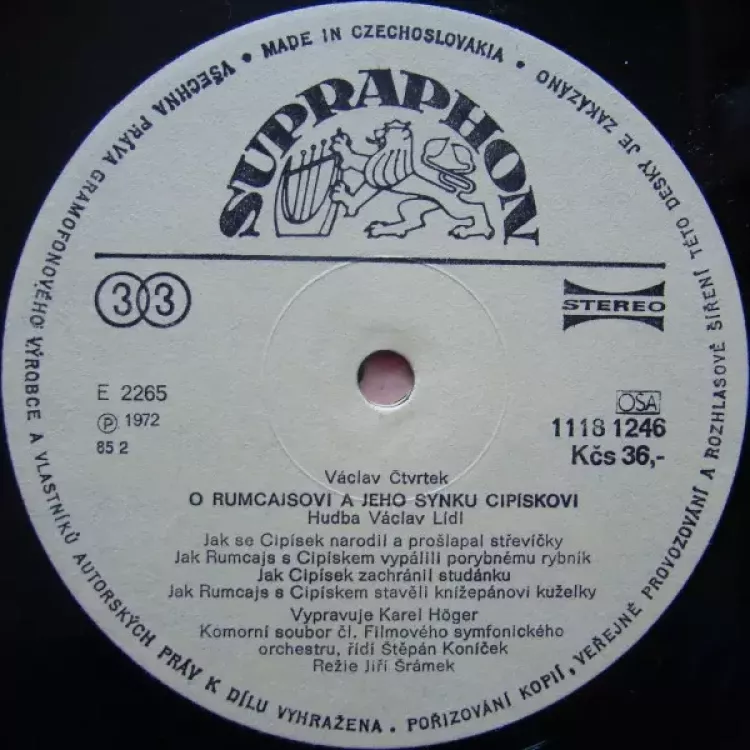 MADE IN CZECHOSLOVAKIA • VŠECHNA PRÁVA GRAMOFONOVÉHO VÝROBCE A VLASTNÍKŮ AUTORSKÝCH PRÁV K DÍLU VYHRAŽENA. POŘIZOVÁNÍ KOPIÍ, VEŘEJNÉ PROVOZOVÁNÍ A ROZHLASOVÉ ŠÍŘENÍ TÉTO DESKY JE ZAKÁZÁNO •
SUPRAPHON
33
STEREO
E 2265
Ⓟ 1972
85 2
OSA
1118 1246
Kčs 36,-
Václav Čtvrtek
O RUMCAJSOVI A JEHO SYNKU CIPÍSKOVI
Hudba Václav Lídl
Jak se Cipísek narodil a prošlapal střevíčky
Jak Rumcajs s Cipískem vypálili porybnému rybník
Jak Cipísek zachránil studánku
Jak Rumcajs s Cipískem stavěli knížepánovi kuželky
Vypravuje Karel Höger
Komorní soubor čl. Filmového symfonického
orchestru, řídí Štěpán Koníček
Režie Jiří Šrámek